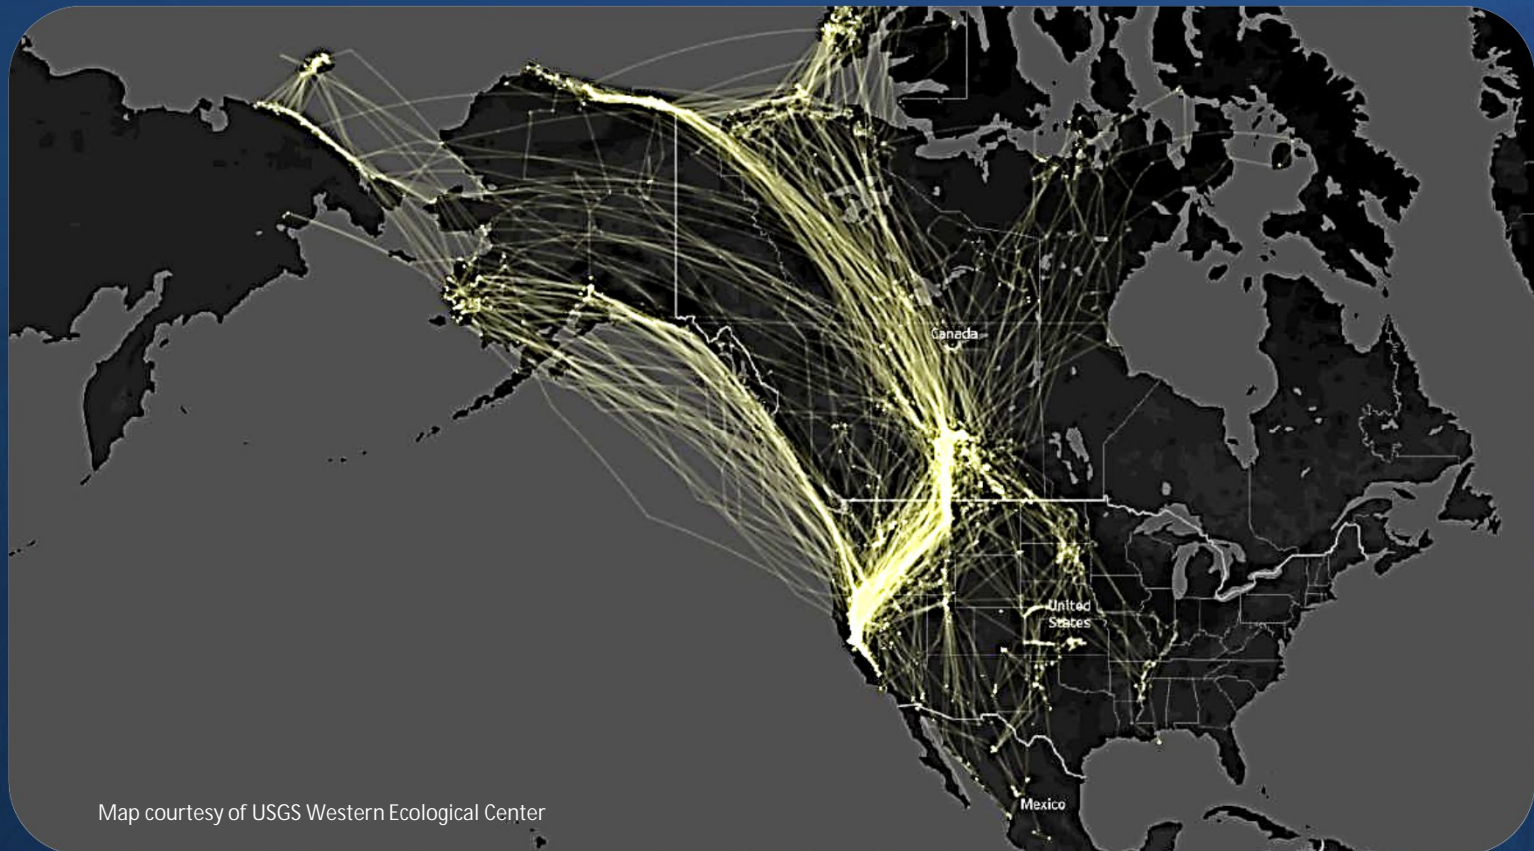 Canada
United
States
Mexico
Map courtesy of USGS Western Ecological Center